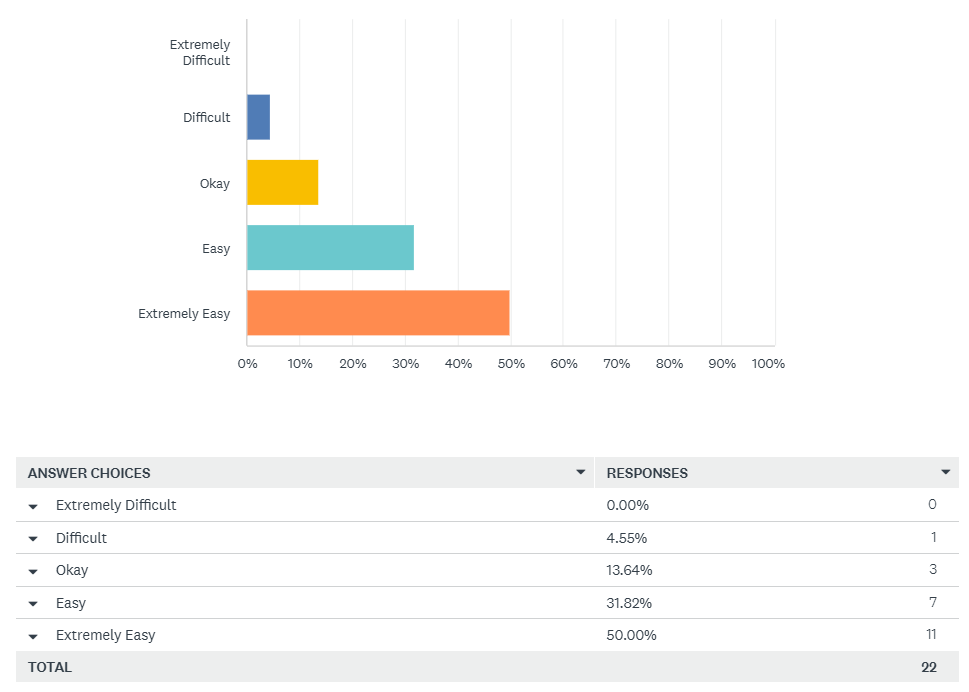 Extremely
Difficult
Difficult
Okay
Easy
Extremely Easy
0% 10% 20% 30% 40% 50% 60% 70% 80% 90% 100%
ANSWER CHOICES RESPONSES
Extremely Difficult 0.00% 0
Difficult 4.55% 1
Okay 13.64% 3
Easy 31.82% 7
Extremely Easy 50.00% 11
TOTAL 22